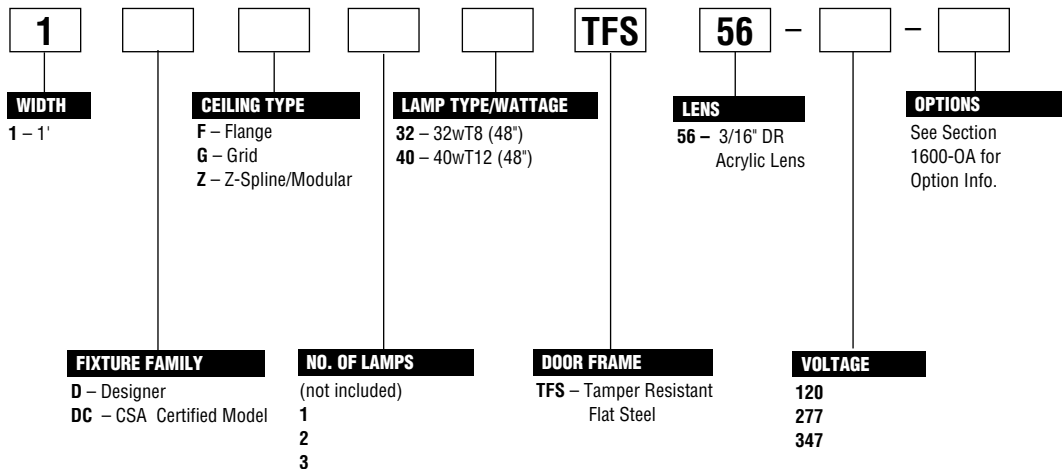 1 TFS 56 – –
WIDTH
1 – 1'
CEILING TYPE
F – Flange
G – Grid
Z – Z-Spline/Modular
LAMP TYPE/WATTAGE
32 – 32wT8 (48")
40 – 40wT12 (48")
LENS
56 – 3/16" DR
Acrylic Lens
OPTIONS
See Section
1600-OA for
Option Info.
FIXTURE FAMILY
D – Designer
DC – CSA Certified Model
NO. OF LAMPS
(not included)
1
2
3
DOOR FRAME
TFS – Tamper Resistant
Flat Steel
VOLTAGE
120
277
347